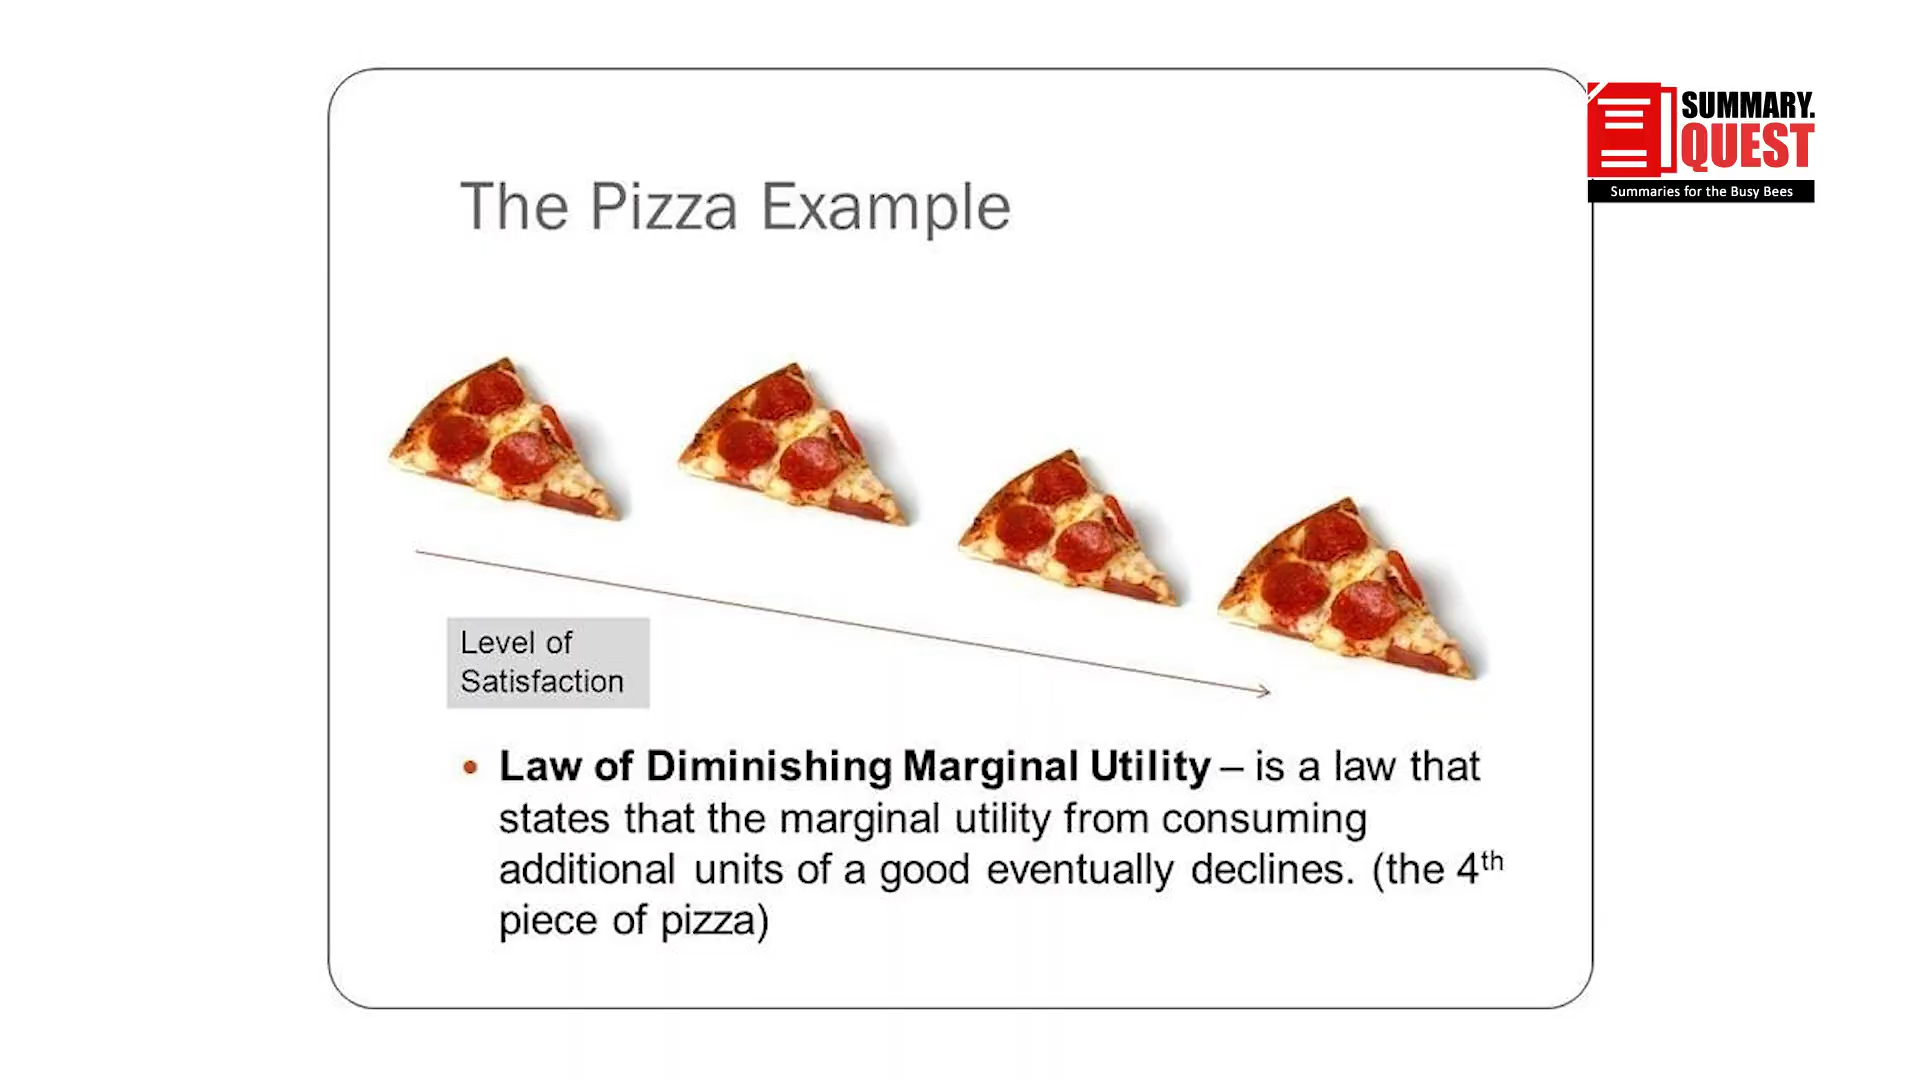 SUMMARY.
QUEST
Summaries for the Busy Bees
The Pizza Example
Level of
Satisfaction
• Law of Diminishing Marginal Utility – is a law that
states that the marginal utility from consuming
additional units of a good eventually declines. (the 4th
piece of pizza)